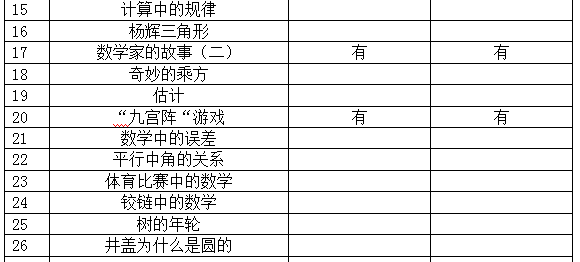 15 计算中的规律
16 杨辉三角形
17 数学家的故事（二） 有 有
18 奇妙的乘方
19 估计
20 “九宫阵“游戏 有 有
21 数学中的误差
22 平行中角的关系
23 体育比赛中的数学
24 铰链中的数学
25 树的年轮
26 井盖为什么是圆的